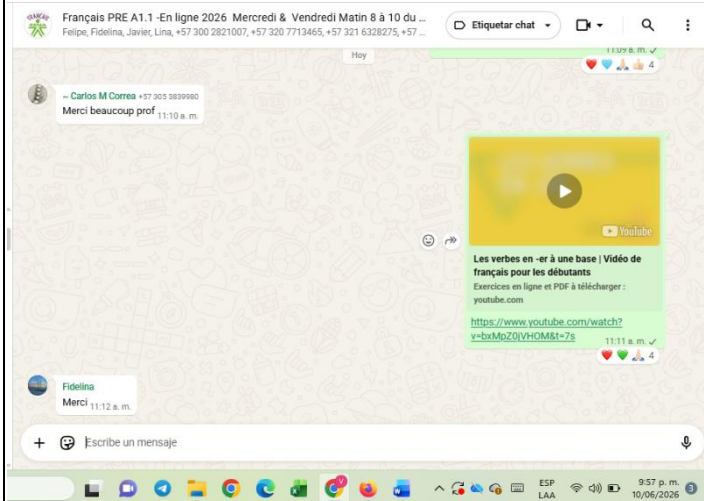 Français PRE A1.1 -En ligne 2026 Mercredi & Vendredi Matin 8 à 10 du ...
Felipe, Fidelina, Javier, Lina, +57 300 2821007, +57 320 7713465, +57 321 6328275, +57 ...
Etiquetar chat
Hoy
11:09 a. m.
4
~ Carlos M Correa +57 305 3839980
Merci beaucoup prof 11:10 a. m.
YouTube
Les verbes en -er à une base | Vidéo de
français pour les débutants
Exercices en ligne et PDF à télécharger :
youtube.com
https://www.youtube.com/watch?
v=bxMpZ0jVHOM&t=7s
11:11 a. m.
4
Fidelina
Merci 11:12 a. m.
Escribe un mensaje
ESP
LAA
9:57 p. m.
10/06/2026
3